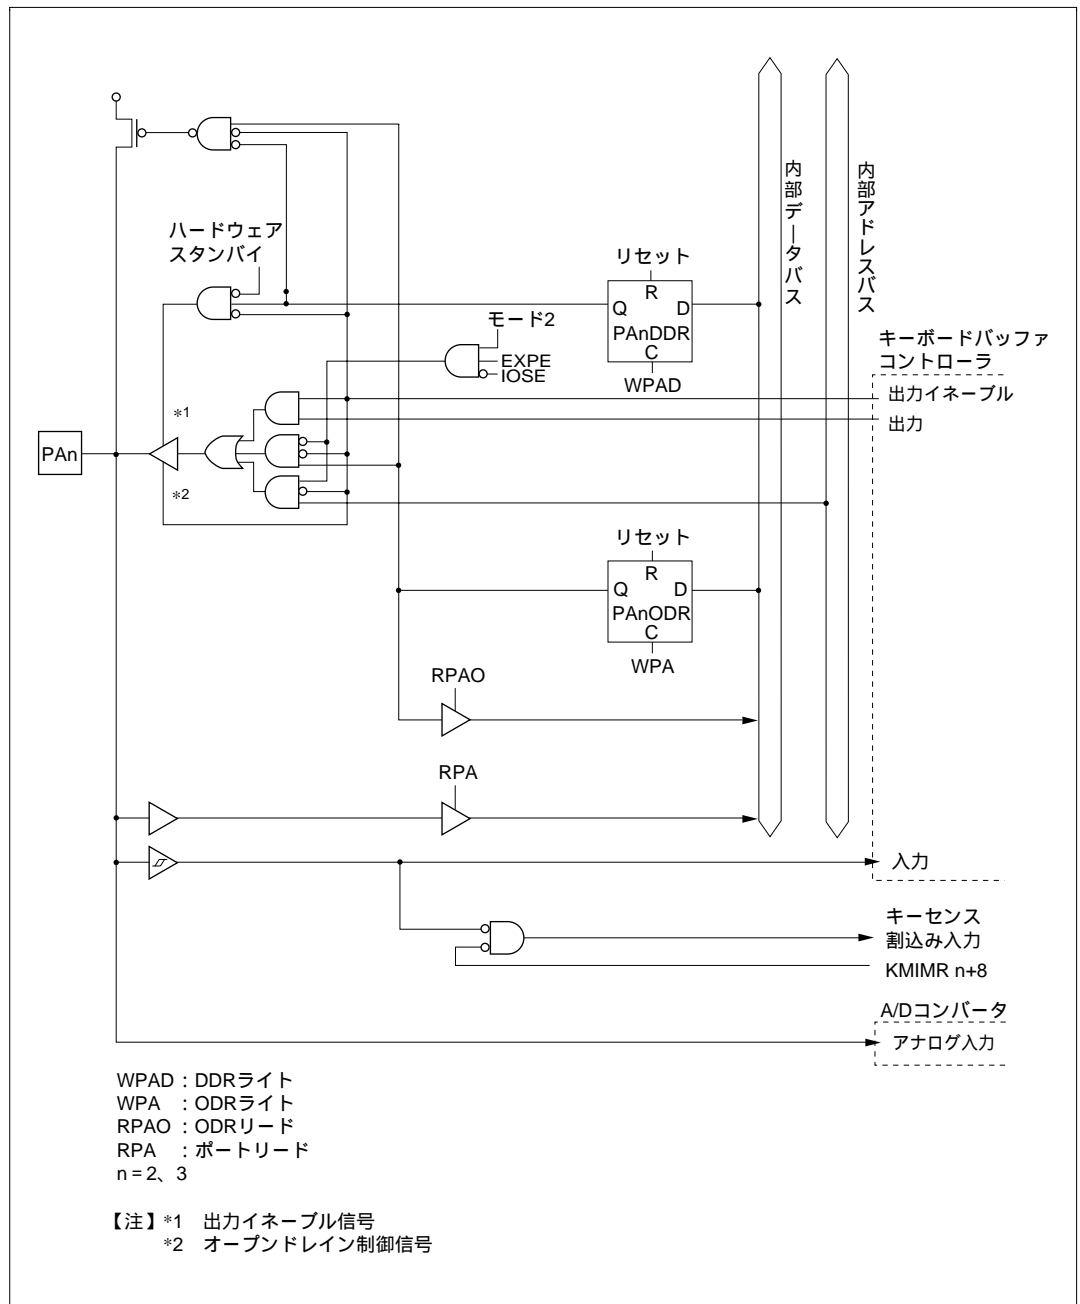 ハードウェア
スタンバイ
内部データバス
内部アドレスバス
リセット
R
Q D
PAnDDR
C
WPAD
モード2
EXPE
IOSE
キーボードバッファ
コントローラ
出力イネーブル
出力
*1
PAn
*2
リセット
R
Q D
PAnODR
C
WPA
RPAO
RPA
入力
キーセンス
割込み入力
KMIMR n+8
A/Dコンバータ
アナログ入力
WPAD：DDRライト
WPA ：ODRライト
RPAO：ODRリード
RPA ：ポートリード
n = 2、3
【注】*1 出力イネーブル信号
*2 オープンドレイン制御信号